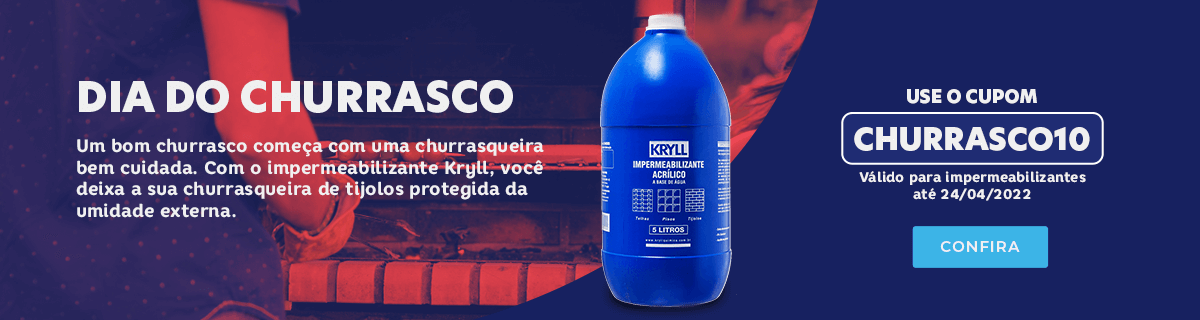 DIA DO CHURRASCO
Um bom churrasco começa com uma churrasqueira
bem cuidada. Com o impermeabilizante Kryll, você
deixa a sua churrasqueira de tijolos protegida da
umidade externa.
KRYLL
IMPERMEABILIZANTE
ACRÍLICO
A BASE DE ÁGUA
Telhas Pisos Tijolos
5 LITROS
USE O CUPOM
CHURRASCO10
Válido para impermeabilizantes
até 24/04/2022
CONFIRA